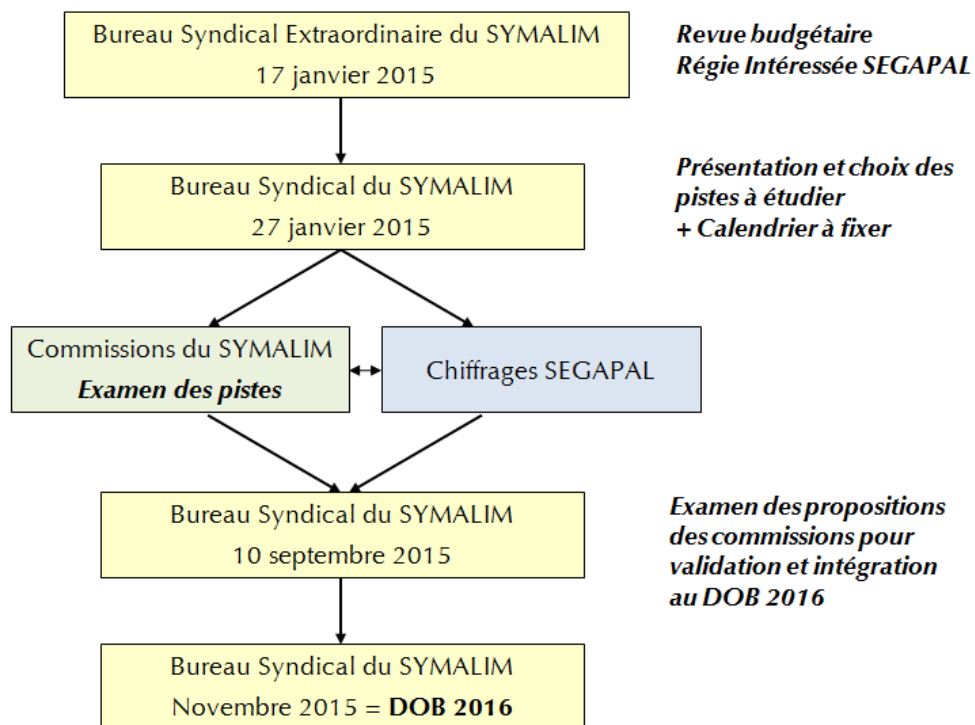 Bureau Syndical Extraordinaire du SYMALIM
17 janvier 2015
Revue budgétaire
Régie Intéressée SEGAPAL
Bureau Syndical du SYMALIM
27 janvier 2015
Présentation et choix des
pistes à étudier
+ Calendrier à fixer
Commissions du SYMALIM
Examen des pistes
Chiffrages SEGAPAL
Bureau Syndical du SYMALIM
10 septembre 2015
Examen des propositions
des commissions pour
validation et intégration
au DOB 2016
Bureau Syndical du SYMALIM
Novembre 2015 = DOB 2016